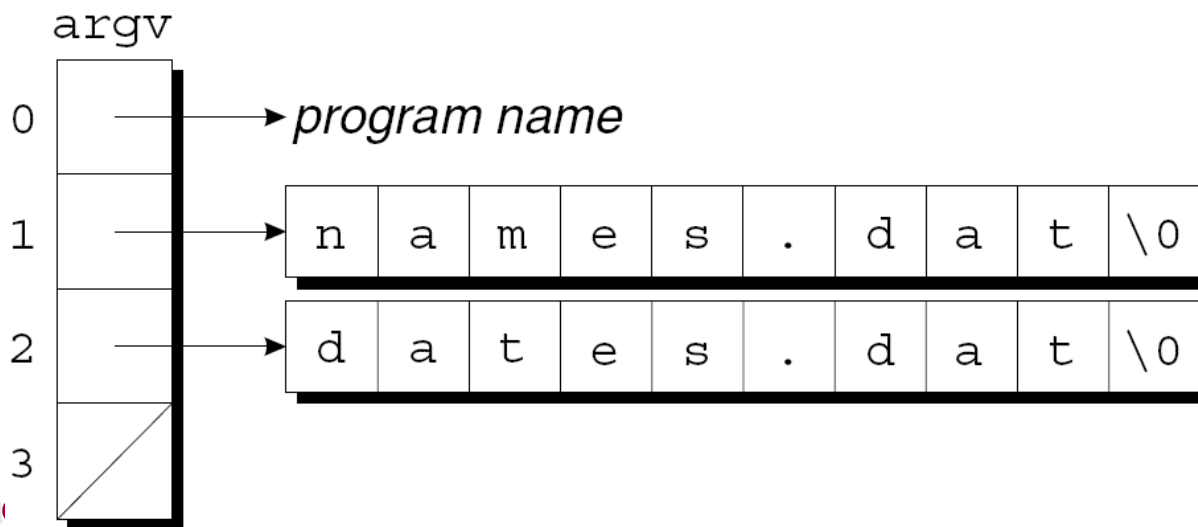 argv
0 program name
1 n a m e s . d a t \0
2 d a t e s . d a t \0
3